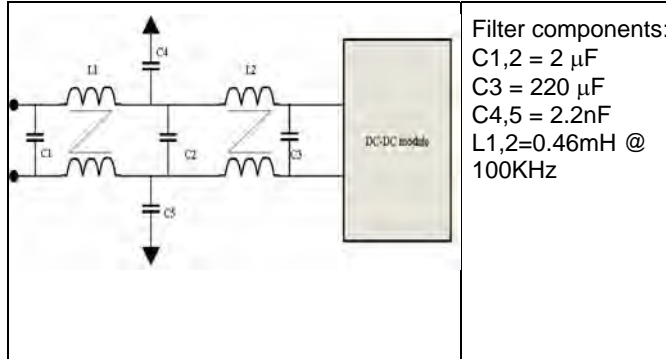 C4
L1
L2
C1
C2
C3
DC-DC module
C5
Filter components:
C1,2 = 2 μF
C3 = 220 μF
C4,5 = 2.2nF
L1,2=0.46mH @
100KHz